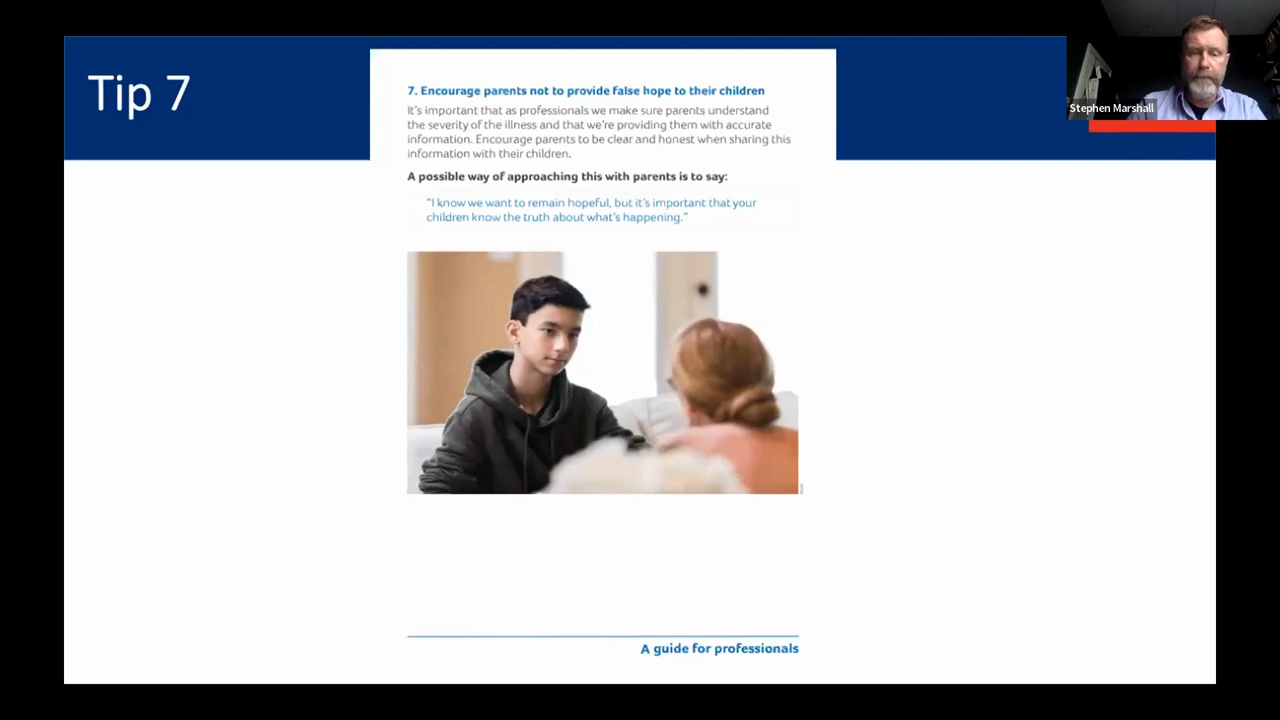 Tip 7
7. Encourage parents not to provide false hope to their children
It's important that as professionals we make sure parents understand
the severity of the illness and that we're providing them with accurate
information. Encourage parents to be clear and honest when sharing this
information with their children.
A possible way of approaching this with parents is to say:
"I know we want to remain hopeful, but it's important that your
children know the truth about what's happening."
A guide for professionals
Stephen Marshall